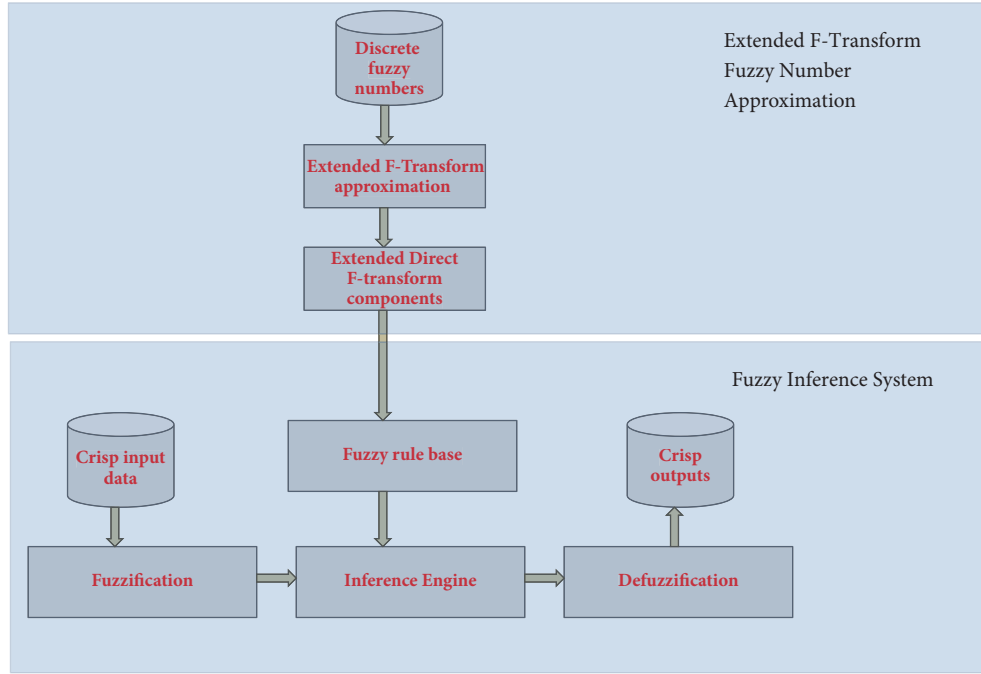 Discrete
fuzzy
numbers
Extended F-Transform
Fuzzy Number
Approximation
Extended F-Transform
approximation
Extended Direct
F-transform
components
Fuzzy Inference System
Crisp input
data
Fuzzy rule base
Crisp
outputs
Fuzzification
Inference Engine
Defuzzification